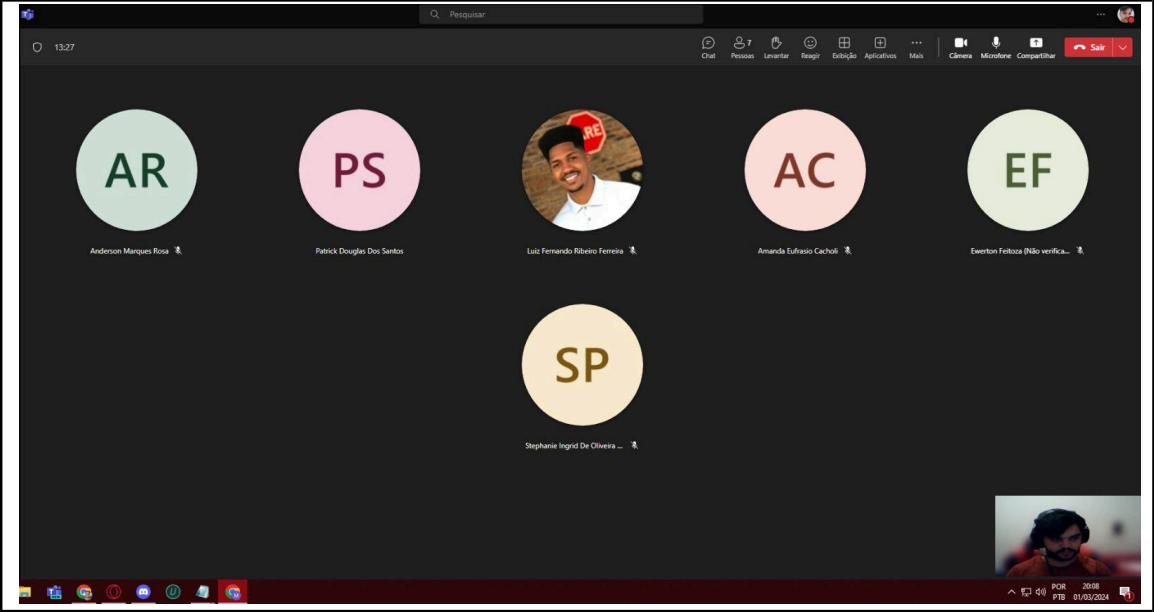 Pesquisar
13:27
Chat
7
Pessoas
Levantar
Reagir
Exibição
Aplicativos
Mais
Câmera
Microfone
Compartilhar
Sair
AR
PS
ARE
AC
EF
Anderson Marques Rosa
Patrick Douglas Dos Santos
Luiz Fernando Ribeiro Ferreira
Amanda Eufrasio Cacholi
Ewerton Feitoza (Não verifica...
SP
Stephanie Ingrid De Oliveira ...
POR
PTB
20:08
01/03/2024